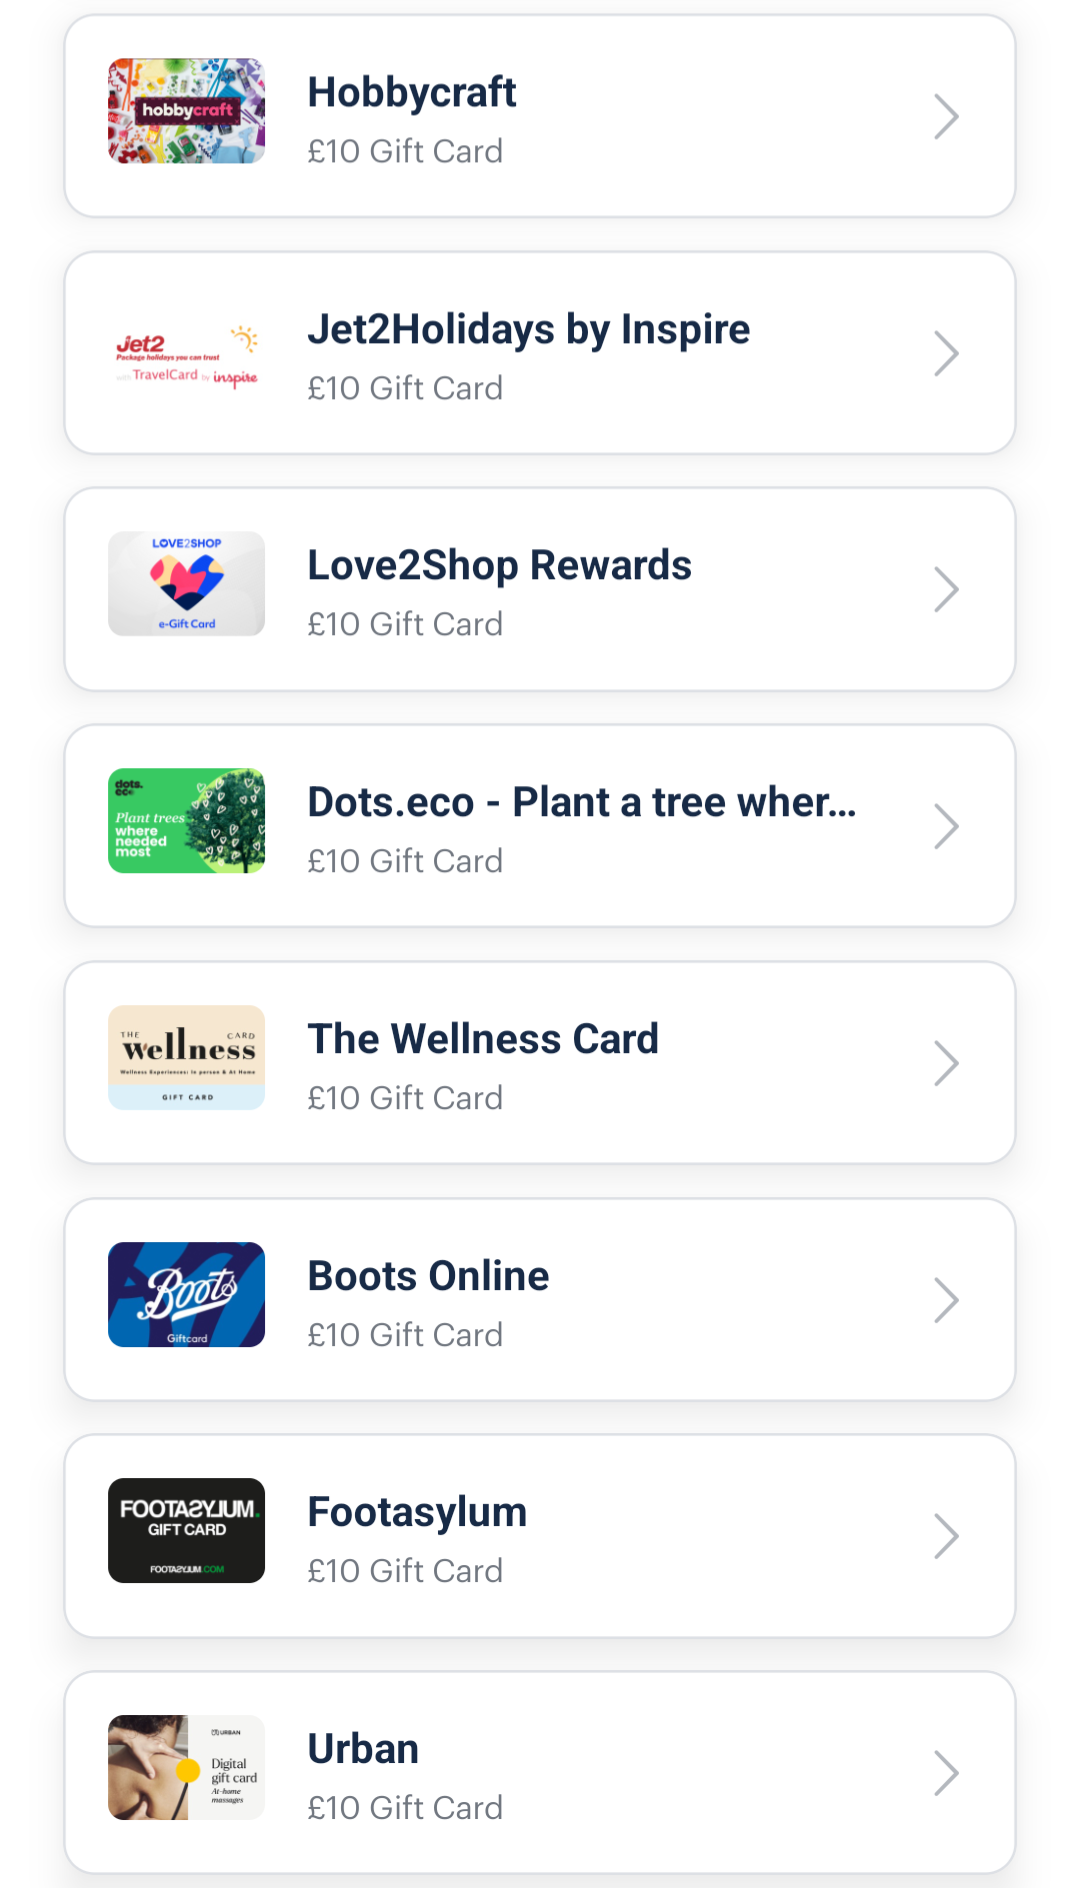 hobbycraft
Hobbycraft
£10 Gift Card
Jet2
Package holidays you can trust
with TravelCard by inspire
Jet2Holidays by Inspire
£10 Gift Card
LOVE2SHOP
e-Gift Card
Love2Shop Rewards
£10 Gift Card
dots.
eco
Plant trees
where
needed
most
Dots.eco - Plant a tree wher...
£10 Gift Card
THE CARD
Wellness
Wellness Experiences: In person & At Home
GIFT CARD
The Wellness Card
£10 Gift Card
Boots
Giftcard
Boots Online
£10 Gift Card
FOOTASYLUM.
GIFT CARD
FOOTASYLUM.COM
Footasylum
£10 Gift Card
URBAN
Digital
gift card
At-home
massages
Urban
£10 Gift Card